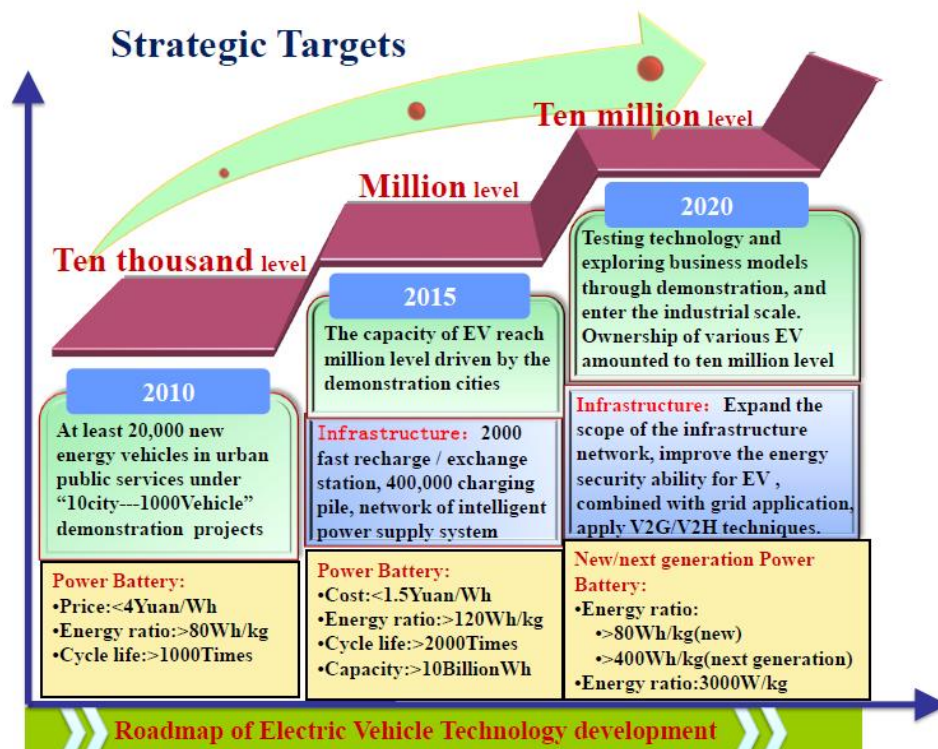 Strategic Targets
Ten million level
Million level
Ten thousand level
2010
At least 20,000 new
energy vehicles in urban
public services under
“10city---1000Vehicle”
demonstration projects
Power Battery:
•Price:<4Yuan/Wh
•Energy ratio:>80Wh/kg
•Cycle life:>1000Times
2015
The capacity of EV reach
million level driven by the
demonstration cities
Infrastructure: 2000
fast recharge / exchange
station, 400,000 charging
pile, network of intelligent
power supply system
Power Battery:
•Cost:<1.5Yuan/Wh
•Energy ratio:>120Wh/kg
•Cycle life:>2000Times
•Capacity:>10BillionWh
2020
Testing technology and
exploring business models
through demonstration, and
enter the industrial scale.
Ownership of various EV
amounted to ten million level
Infrastructure: Expand the
scope of the infrastructure
network, improve the energy
security ability for EV ,
combined with grid application,
apply V2G/V2H techniques.
New/next generation Power
Battery:
•Energy ratio:
•>80Wh/kg(new)
•>400Wh/kg(next generation)
•Energy ratio:3000W/kg
Roadmap of Electric Vehicle Technology development